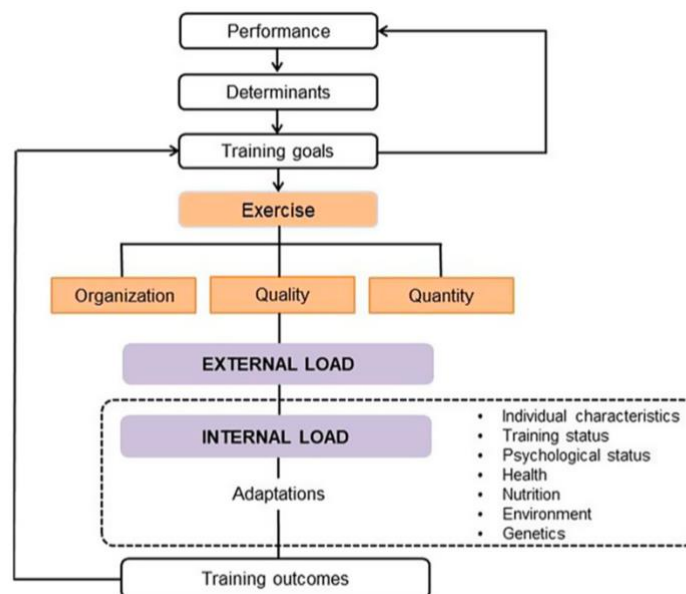 Performance
Determinants
Training goals
Exercise
Organization
Quality
Quantity
EXTERNAL LOAD
INTERNAL LOAD
Adaptations
• Individual characteristics
• Training status
• Psychological status
• Health
• Nutrition
• Environment
• Genetics
Training outcomes